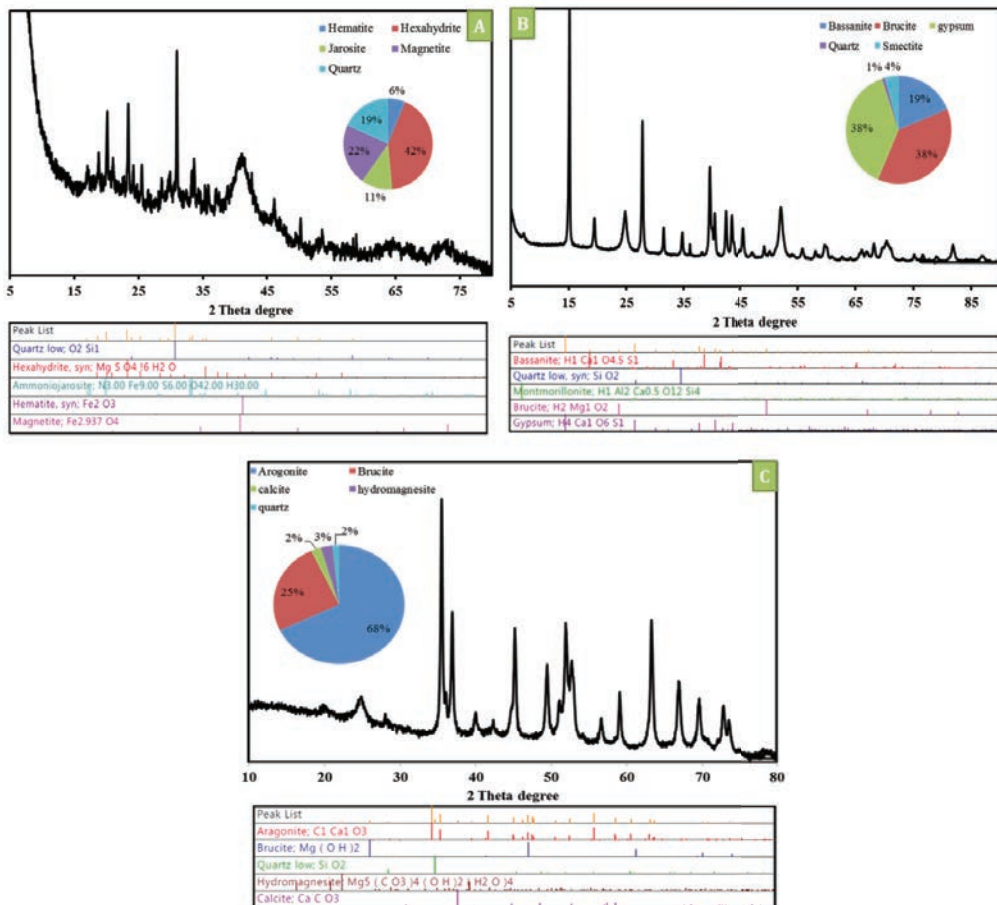 A
Hematite Hexahydrite
Jarosite Magnetite
Quartz
6%
19%
42%
22%
11%
5 15 25 35 45 55 65 75
2 Theta degree
Peak List
Quartz low; O2 Si1
Hexahydrite, syn; Mg S O4 !6 H2 O
Ammoniojarosite; N3.00 Fe9.00 S6.00 O42.00 H30.00
Hematite, syn; Fe2 O3
Magnetite; Fe2.937 O4
B
Bassanite Brucite gypsum
Quartz Smectite
1% 4%
19%
38%
38%
5 15 25 35 45 55 65 75 85
2 Theta degree
Peak List
Bassanite; H1 Ca1 O4.5 S1
Quartz low, syn; Si O2
Montmorillonite; H1 Al2 Ca0.5 O12 Si4
Brucite; H2 Mg1 O2
Gypsum; H4 Ca1 O6 S1
C
Arogonite Brucite
calcite hydromagnesite
quartz
2% 3% 2%
25%
68%
10 20 30 40 50 60 70 80
2 Theta degree
Peak List
Aragonite; C1 Ca1 O3
Brucite; Mg ( O H )2
Quartz low; Si O2
Hydromagnesite; Mg5 ( C O3 )4 ( O H )2 ( H2 O )4
Calcite; Ca C O3